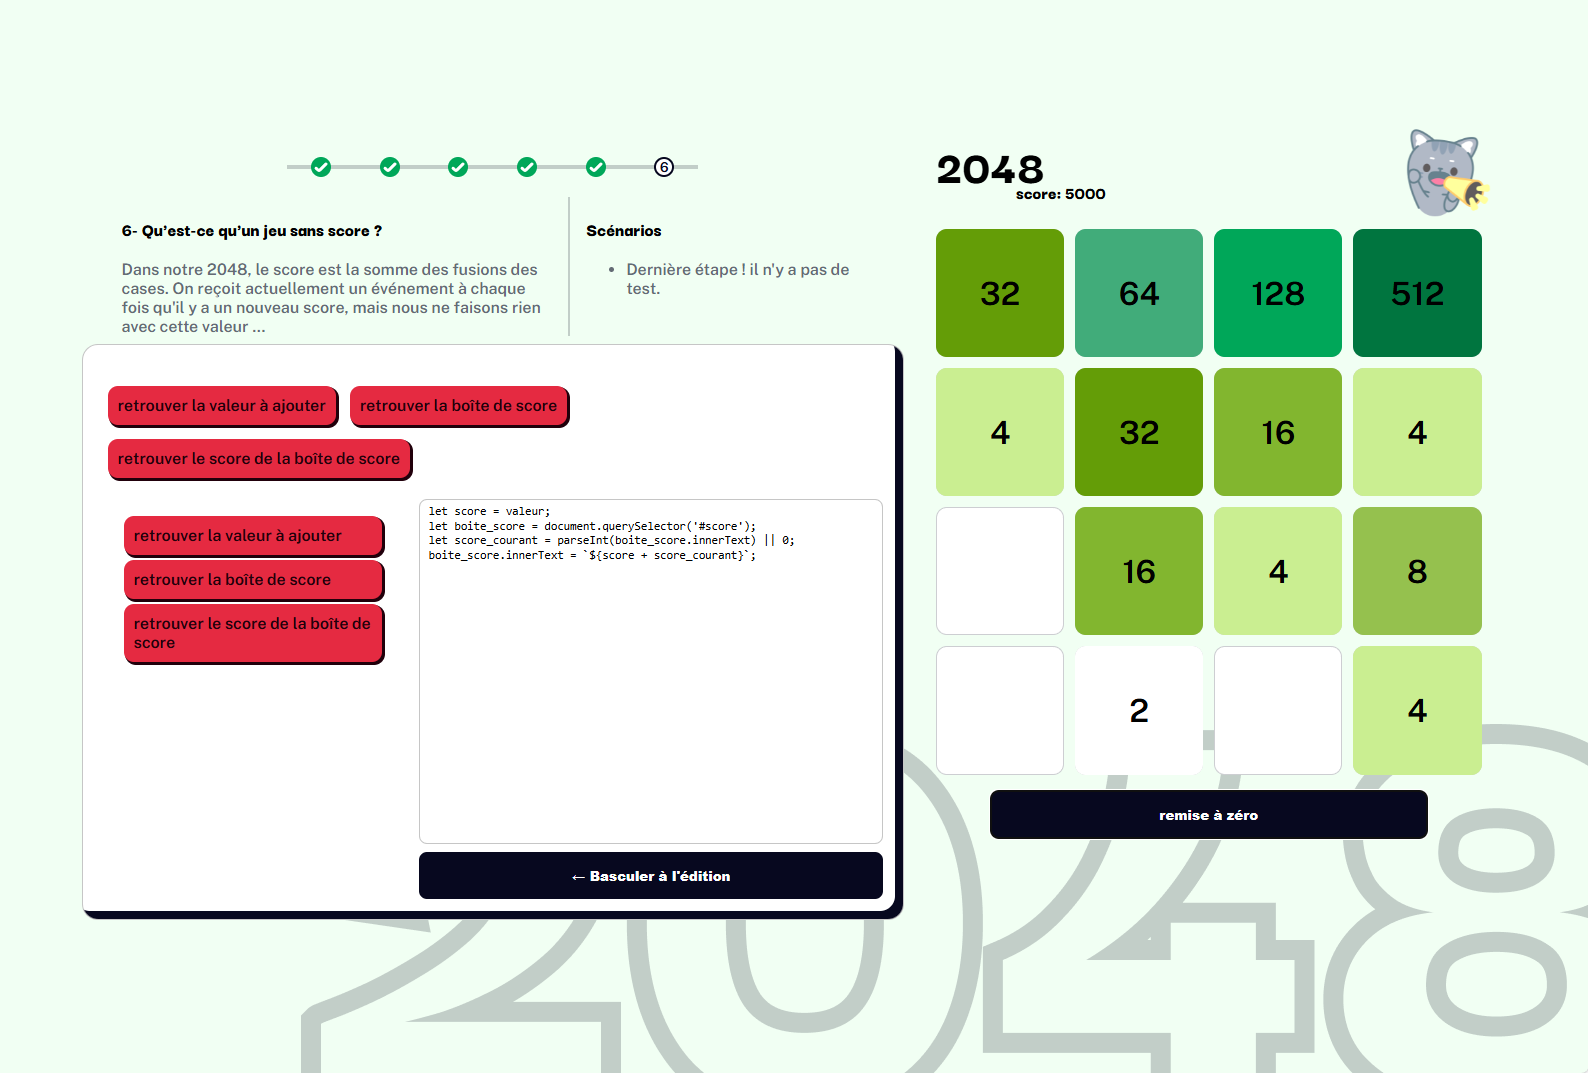 6
6- Qu'est-ce qu'un jeu sans score ?
Dans notre 2048, le score est la somme des fusions des
cases. On reçoit actuellement un événement à chaque
fois qu'il y a un nouveau score, mais nous ne faisons rien
avec cette valeur ...
Scénarios
• Dernière étape ! il n'y a pas de
test.
retrouver la valeur à ajouter
retrouver la boîte de score
retrouver le score de la boîte de score
retrouver la valeur à ajouter
retrouver la boîte de score
retrouver le score de la boîte de
score
let score = valeur;
let boite_score = document.querySelector('#score');
let score_courant = parseInt(boite_score.innerText) || 0;
boite_score.innerText = `${score + score_courant}`;
← Basculer à l'édition
2048
score: 5000
32 64 128 512
4 32 16 4
16 4 8
2 4
remise à zéro
2048